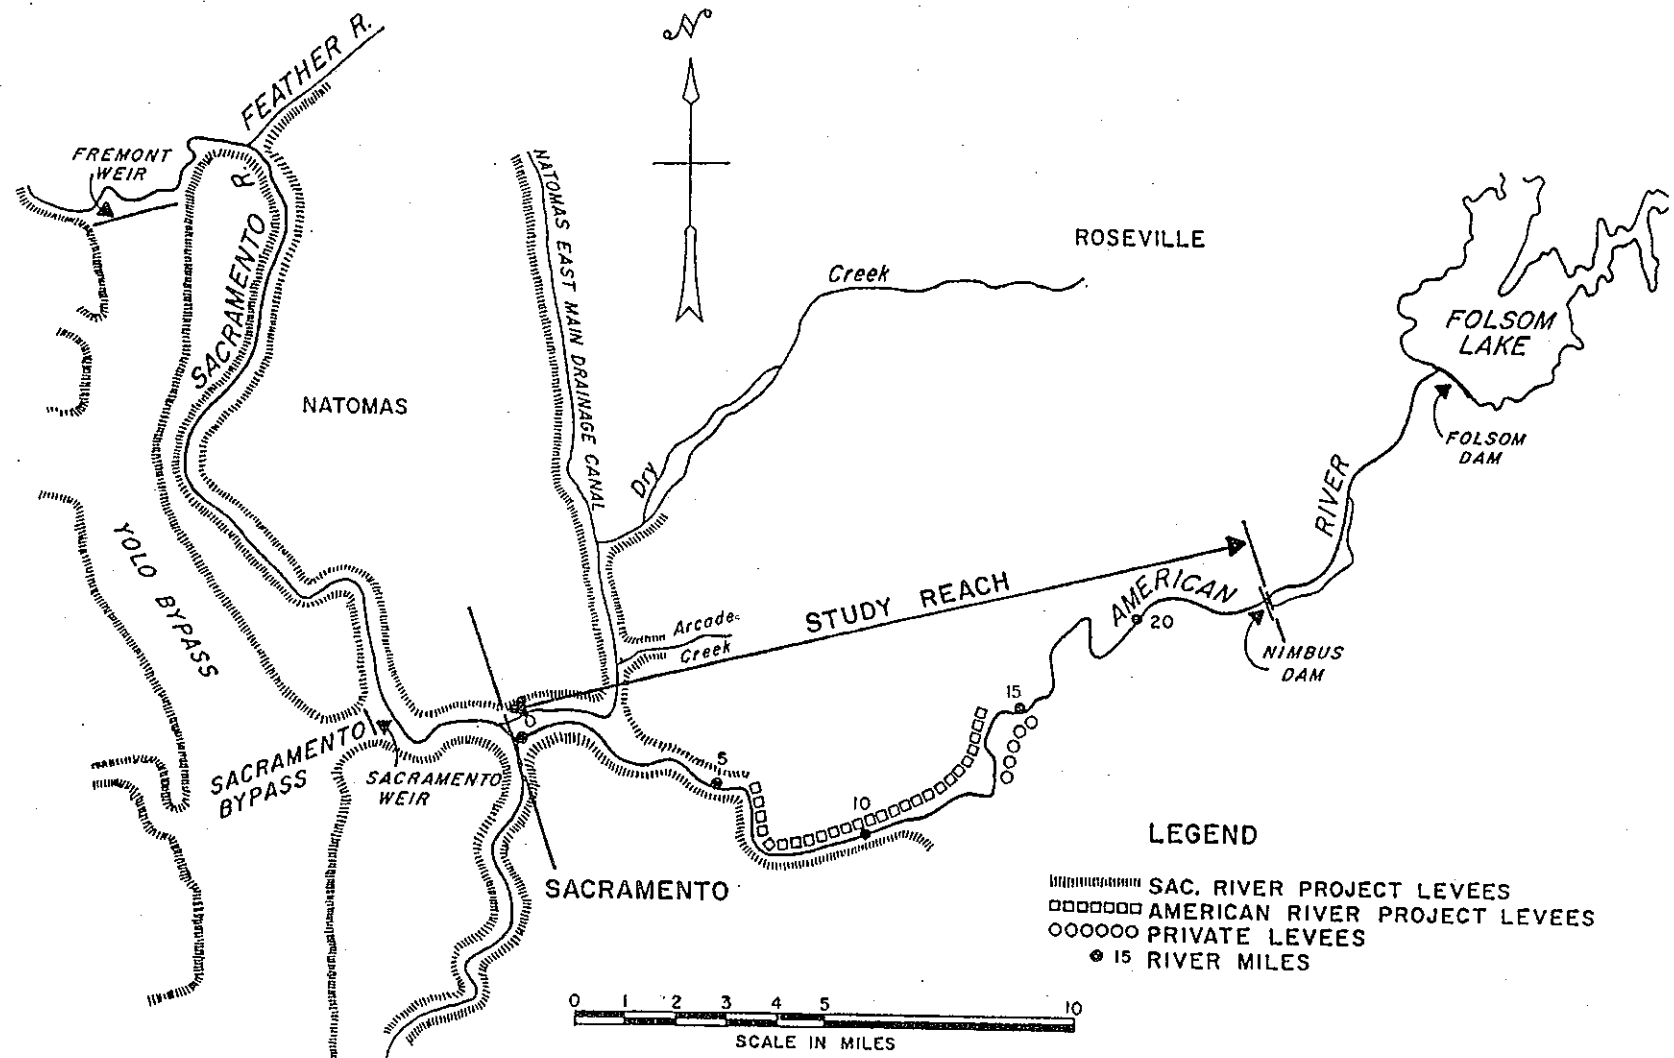 N
FEATHER R.
FREMONT
WEIR
SACRAMENTO R.
NATOMAS EAST MAIN DRAINAGE CANAL
ROSEVILLE
Dry Creek
FOLSOM
LAKE
NATOMAS
FOLSOM
DAM
YOLO BYPASS
STUDY REACH
AMERICAN RIVER
Arcade
Creek
NIMBUS
DAM
0
5
10
15
20
SACRAMENTO
BYPASS
SACRAMENTO
WEIR
SACRAMENTO
LEGEND
SAC. RIVER PROJECT LEVEES
AMERICAN RIVER PROJECT LEVEES
PRIVATE LEVEES
15 RIVER MILES
0 1 2 3 4 5 10
SCALE IN MILES